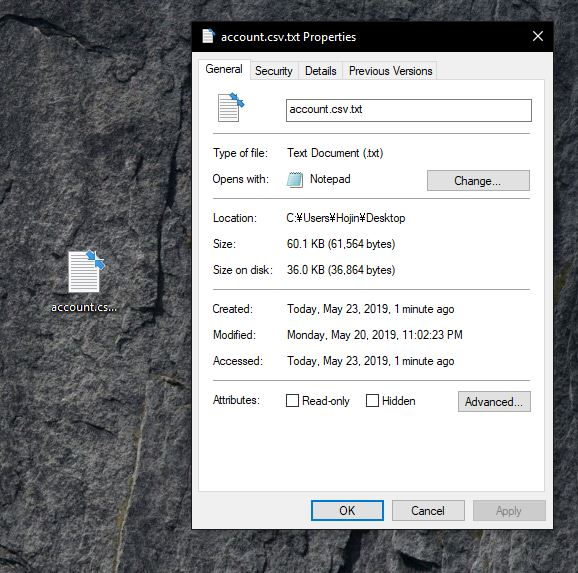 account.csv.txt Properties
General Security Details Previous Versions
account.csv.txt
Type of file: Text Document (.txt)
Opens with: Notepad Change...
Location: C:¥Users¥Hojin¥Desktop
Size: 60.1 KB (61,564 bytes)
Size on disk: 36.0 KB (36,864 bytes)
Created: Today, May 23, 2019, 1 minute ago
Modified: Monday, May 20, 2019, 11:02:23 PM
Accessed: Today, May 23, 2019, 1 minute ago
Attributes: Read-only Hidden Advanced...
OK Cancel Apply
account.cs...